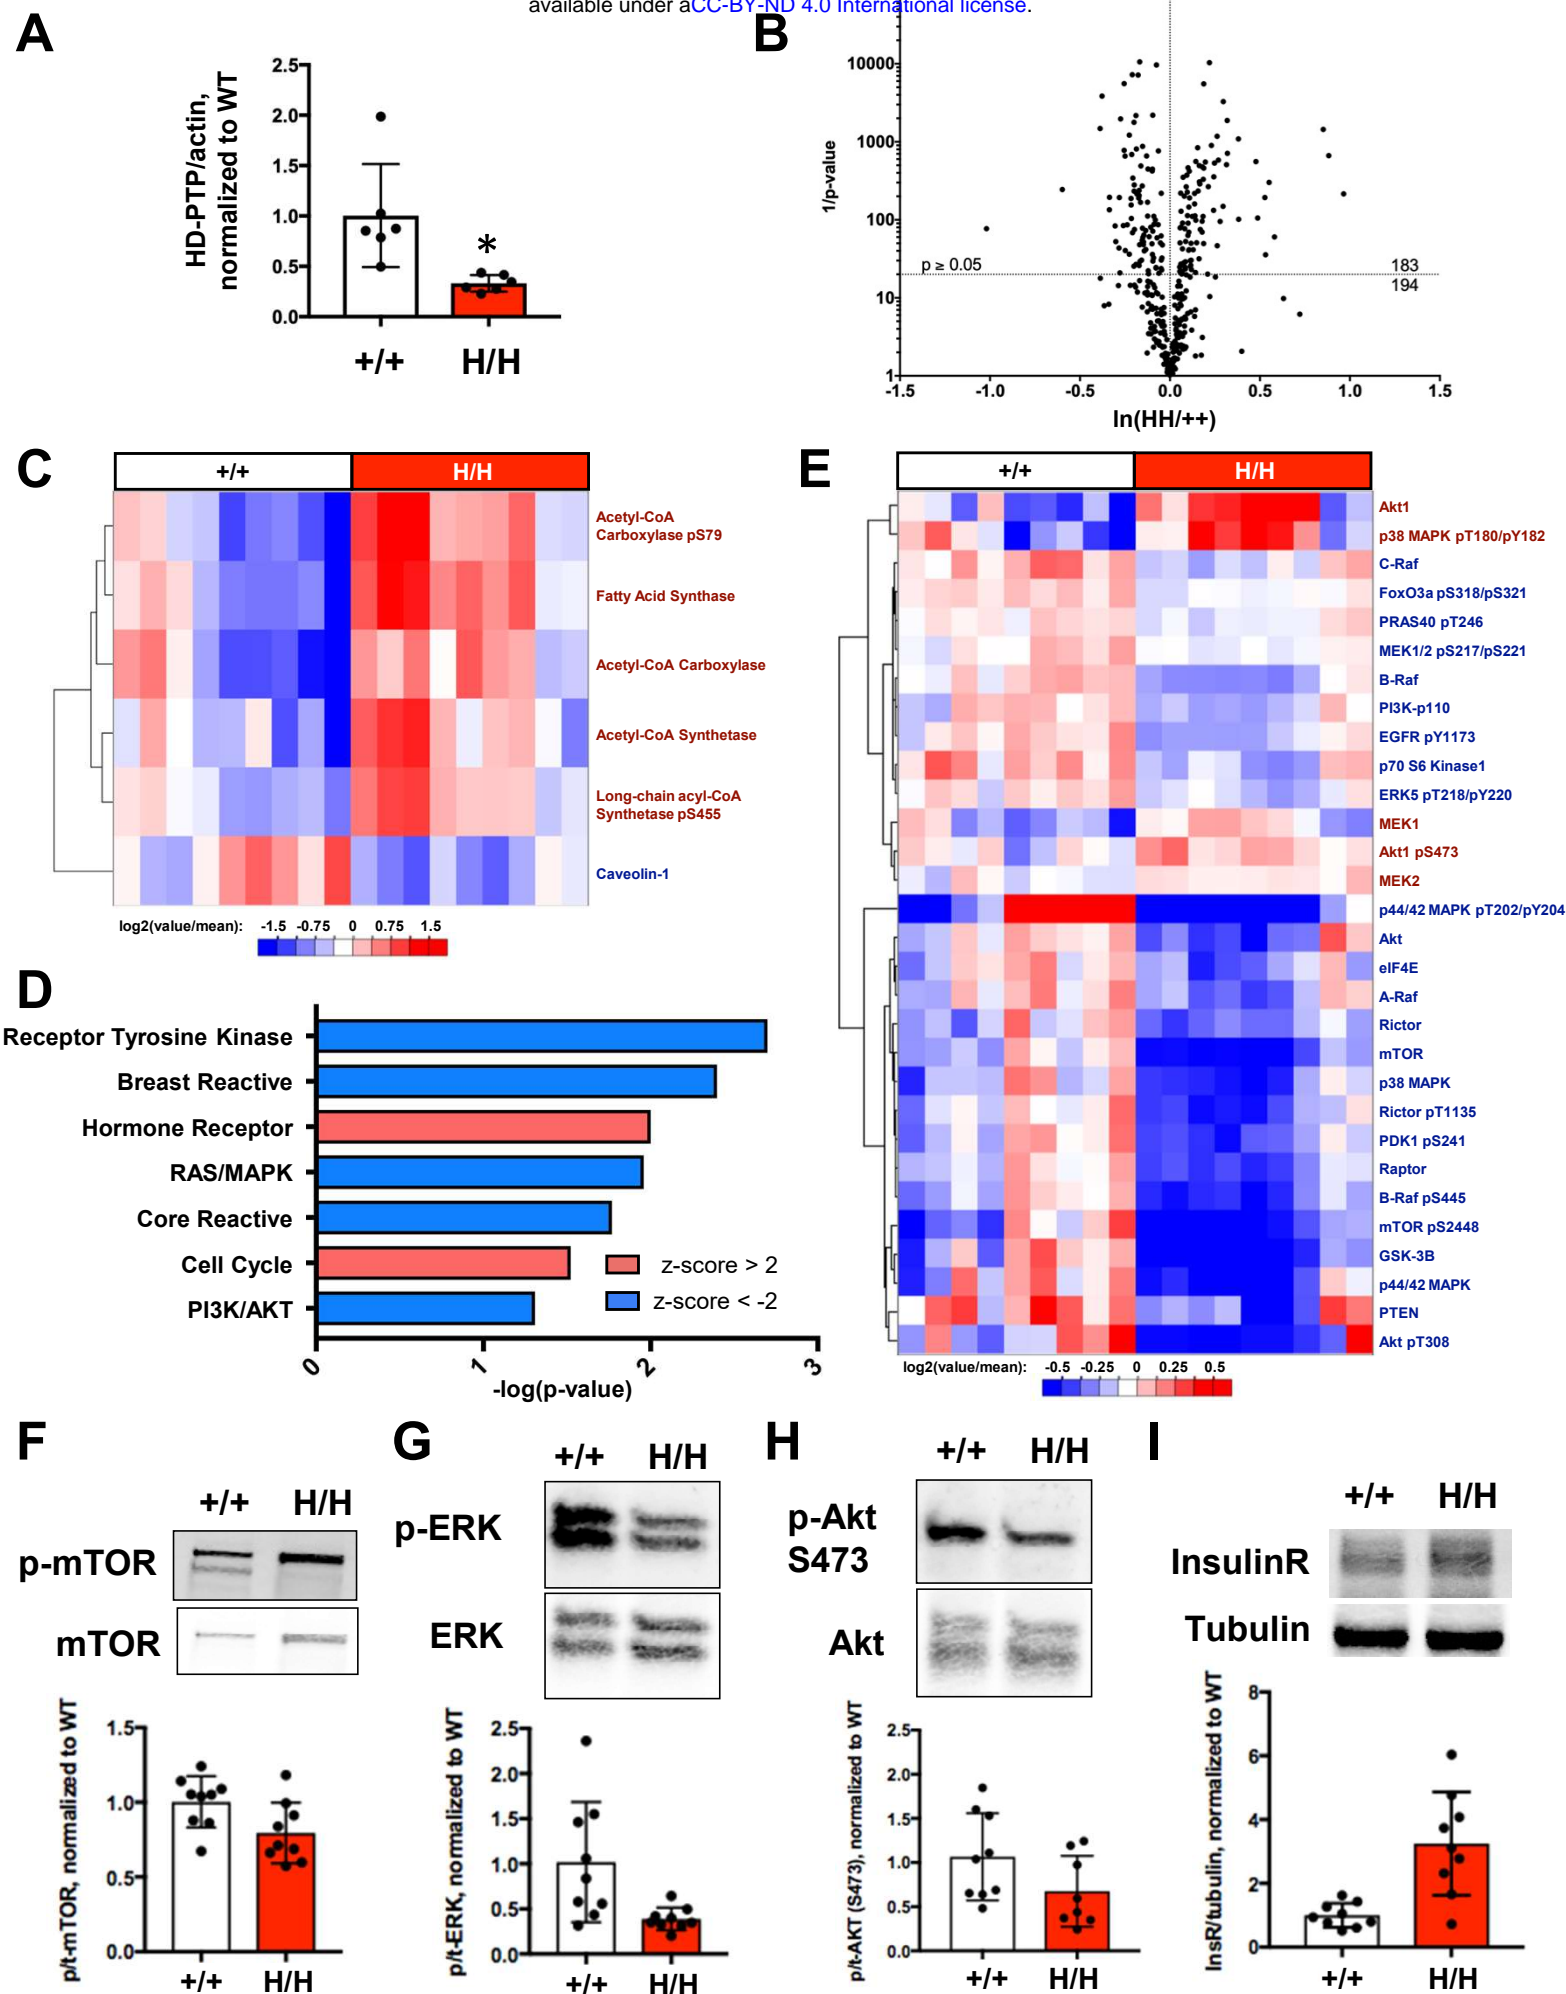 available under aCC-BY-ND 4.0 International license.
A
HD-PTP/actin,
normalized to WT
2.5
2.0
1.5
1.0
0.5
0.0
*
+/+
H/H
B
1/p-value
10000
1000
100
10
1
p ≥ 0.05
183
194
-1.5
-1.0
-0.5
0.0
0.5
1.0
1.5
ln(HH/++)
C
+/+
H/H
Acetyl-CoA
Carboxylase pS79
Fatty Acid Synthase
Acetyl-CoA Carboxylase
Acetyl-CoA Synthetase
Long-chain acyl-CoA
Synthetase pS455
Caveolin-1
log2(value/mean):
-1.5 -0.75 0 0.75 1.5
D
Receptor Tyrosine Kinase
Breast Reactive
Hormone Receptor
RAS/MAPK
Core Reactive
Cell Cycle
PI3K/AKT
z-score > 2
z-score < -2
0
1
2
3
-log(p-value)
E
+/+
H/H
Akt1
p38 MAPK pT180/pY182
C-Raf
FoxO3a pS318/pS321
PRAS40 pT246
MEK1/2 pS217/pS221
B-Raf
PI3K-p110
EGFR pY1173
p70 S6 Kinase1
ERK5 pT218/pY220
MEK1
Akt1 pS473
MEK2
p44/42 MAPK pT202/pY204
Akt
eIF4E
A-Raf
Rictor
mTOR
p38 MAPK
Rictor pT1135
PDK1 pS241
Raptor
B-Raf pS445
mTOR pS2448
GSK-3B
p44/42 MAPK
PTEN
Akt pT308
log2(value/mean):
-0.5 -0.25 0 0.25 0.5
F
+/+
H/H
p-mTOR
mTOR
p/t-mTOR, normalized to WT
1.5
1.0
0.5
0.0
+/+
H/H
G
+/+
H/H
p-ERK
ERK
p/t-ERK, normalized to WT
2.5
2.0
1.5
1.0
0.5
0.0
+/+
H/H
H
+/+
H/H
p-Akt
S473
Akt
p/t-AKT (S473), normalized to WT
2.5
2.0
1.5
1.0
0.5
0.0
+/+
H/H
I
+/+
H/H
InsulinR
Tubulin
InsR/tubulin, normalized to WT
8
6
4
2
0
+/+
H/H